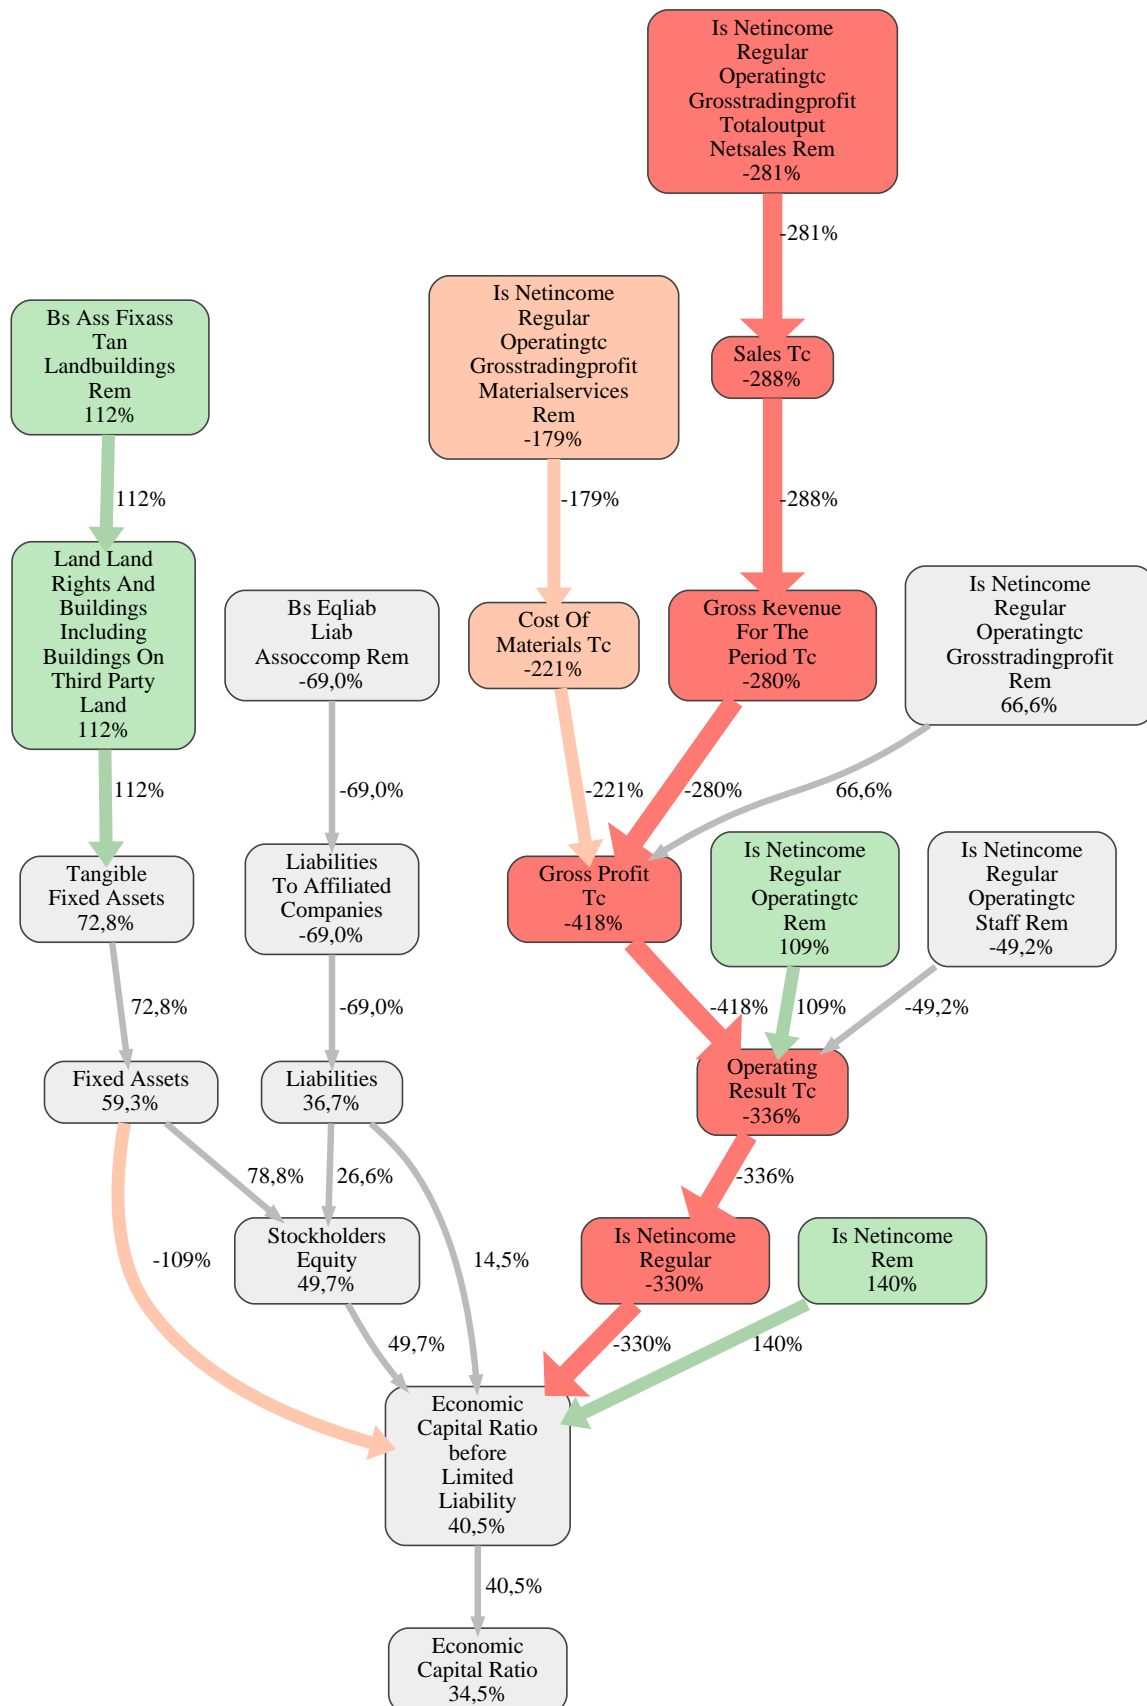 Is Netincome
Regular
Operatingtc
Grosstradingprofit
Totaloutput
Netsales Rem
-281%
-281%
Bs Ass Fixass
Tan
Landbuildings
Rem
112%
Is Netincome
Regular
Operatingtc
Grosstradingprofit
Materialservices
Rem
-179%
Sales Tc
-288%
112%
-179%
-288%
Land Land
Rights And
Buildings
Including
Buildings On
Third Party
Land
112%
Bs Eqliab
Liab
Assoccomp Rem
-69,0%
Cost Of
Materials Tc
-221%
Gross Revenue
For The
Period Tc
-280%
Is Netincome
Regular
Operatingtc
Grosstradingprofit
Rem
66,6%
112%
-69,0%
-221%
-280%
66,6%
Tangible
Fixed Assets
72,8%
Liabilities
To Affiliated
Companies
-69,0%
Gross Profit
Tc
-418%
Is Netincome
Regular
Operatingtc
Rem
109%
Is Netincome
Regular
Operatingtc
Staff Rem
-49,2%
72,8%
-69,0%
-418%
109%
-49,2%
Fixed Assets
59,3%
Liabilities
36,7%
Operating
Result Tc
-336%
78,8%
26,6%
-336%
Stockholders
Equity
49,7%
Is Netincome
Regular
-330%
Is Netincome
Rem
140%
-109%
14,5%
49,7%
-330%
140%
Economic
Capital Ratio
before
Limited
Liability
40,5%
40,5%
Economic
Capital Ratio
34,5%